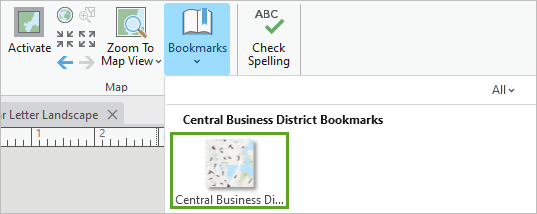 ABC
Activate
Zoom To
Map View
Bookmarks
Check
Spelling
Map
All
r Letter Landscape
1
2
Central Business District Bookmarks
Central Business Di...